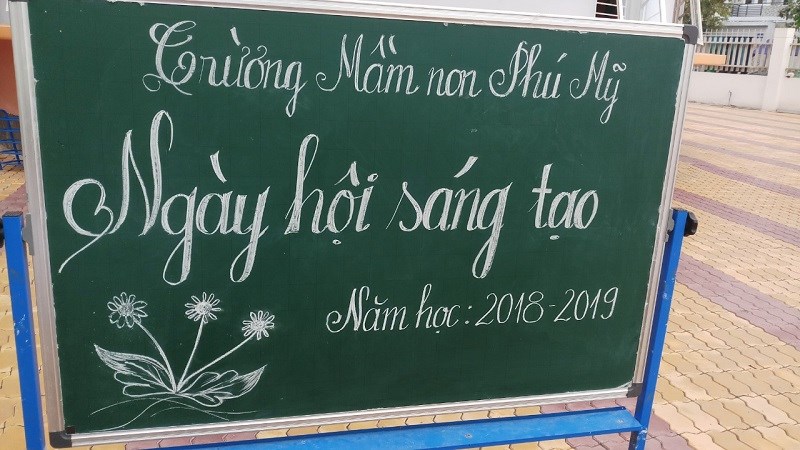 Trường Mầm non Phú Mỹ
Ngày hội sáng tạo
Năm học: 2018-2019